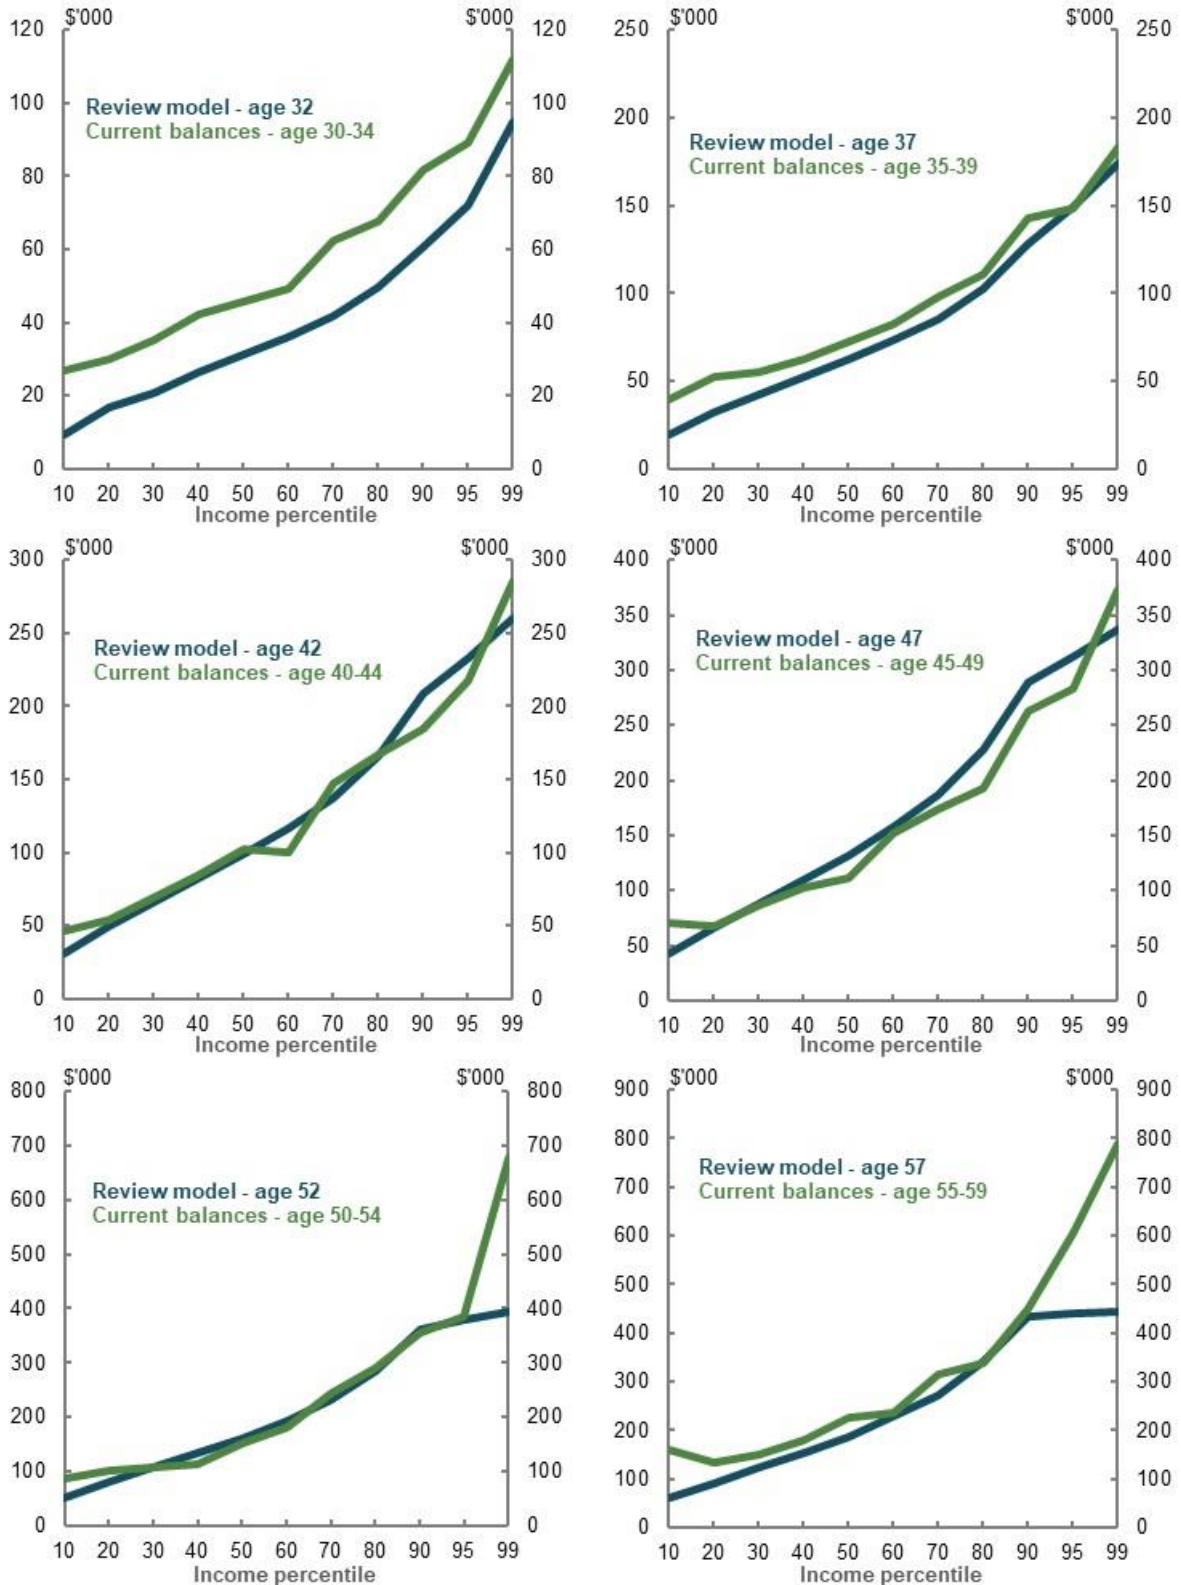 $'000 $'000
120 120
100 100
80 80
60 60
40 40
20 20
0 0
Review model - age 32
Current balances - age 30-34
10 20 30 40 50 60 70 80 90 95 99
Income percentile
$'000 $'000
250 250
200 200
150 150
100 100
50 50
0 0
Review model - age 37
Current balances - age 35-39
10 20 30 40 50 60 70 80 90 95 99
Income percentile
$'000 $'000
300 300
250 250
200 200
150 150
100 100
50 50
0 0
Review model - age 42
Current balances - age 40-44
10 20 30 40 50 60 70 80 90 95 99
Income percentile
$'000 $'000
400 400
350 350
300 300
250 250
200 200
150 150
100 100
50 50
0 0
Review model - age 47
Current balances - age 45-49
10 20 30 40 50 60 70 80 90 95 99
Income percentile
$'000 $'000
800 800
700 700
600 600
500 500
400 400
300 300
200 200
100 100
0 0
Review model - age 52
Current balances - age 50-54
10 20 30 40 50 60 70 80 90 95 99
Income percentile
$'000 $'000
900 900
800 800
700 700
600 600
500 500
400 400
300 300
200 200
100 100
0 0
Review model - age 57
Current balances - age 55-59
10 20 30 40 50 60 70 80 90 95 99
Income percentile